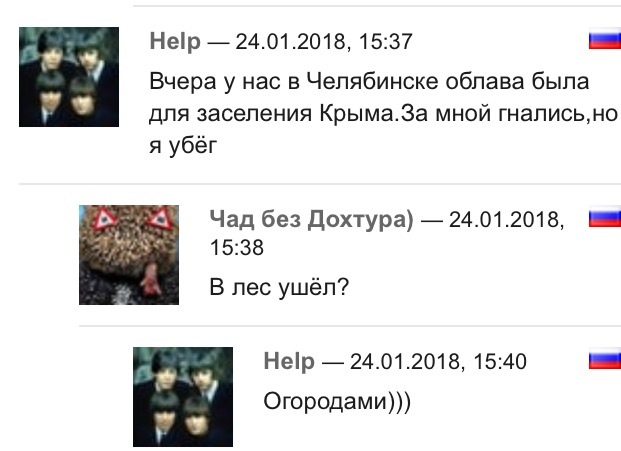 Help — 24.01.2018, 15:37
Вчера у нас в Челябинске облава была
для заселения Крыма.За мной гнались,но
я убёг
Чад без Дохтура) — 24.01.2018,
15:38
В лес ушёл?
Help — 24.01.2018, 15:40
Огородами)))